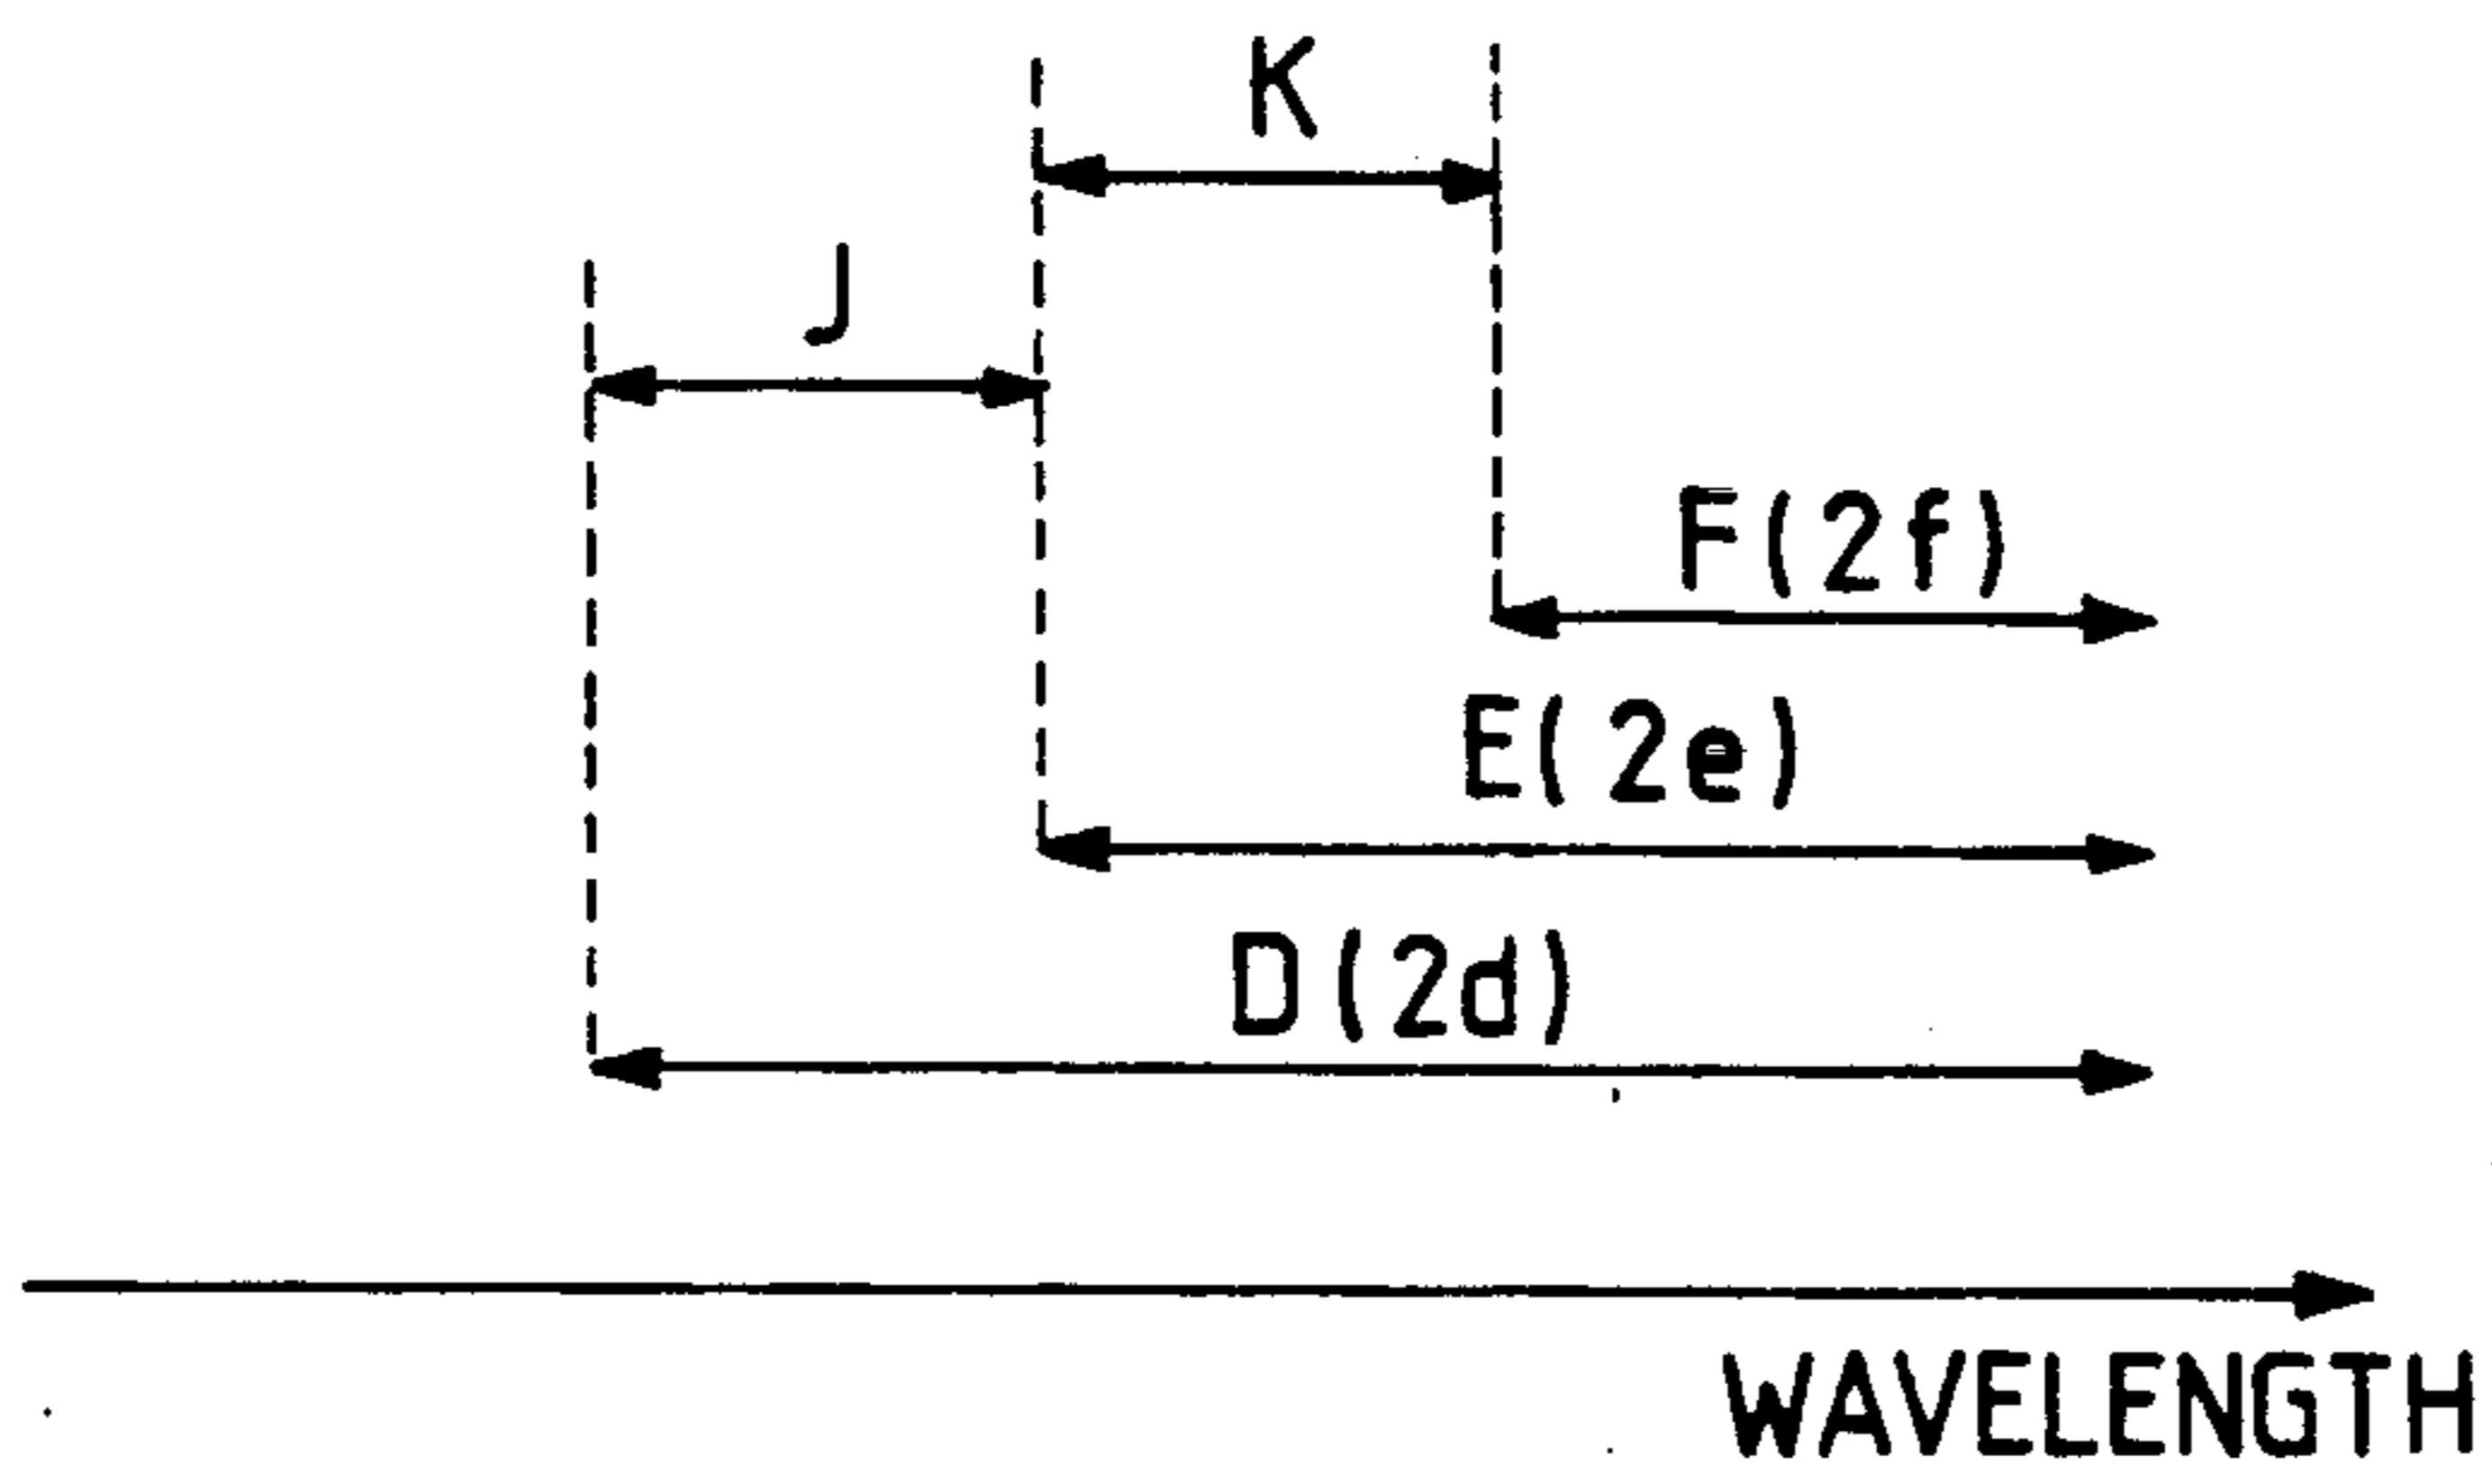 K
J
F(2f)
E(2e)
D(2d)
WAVELENGTH